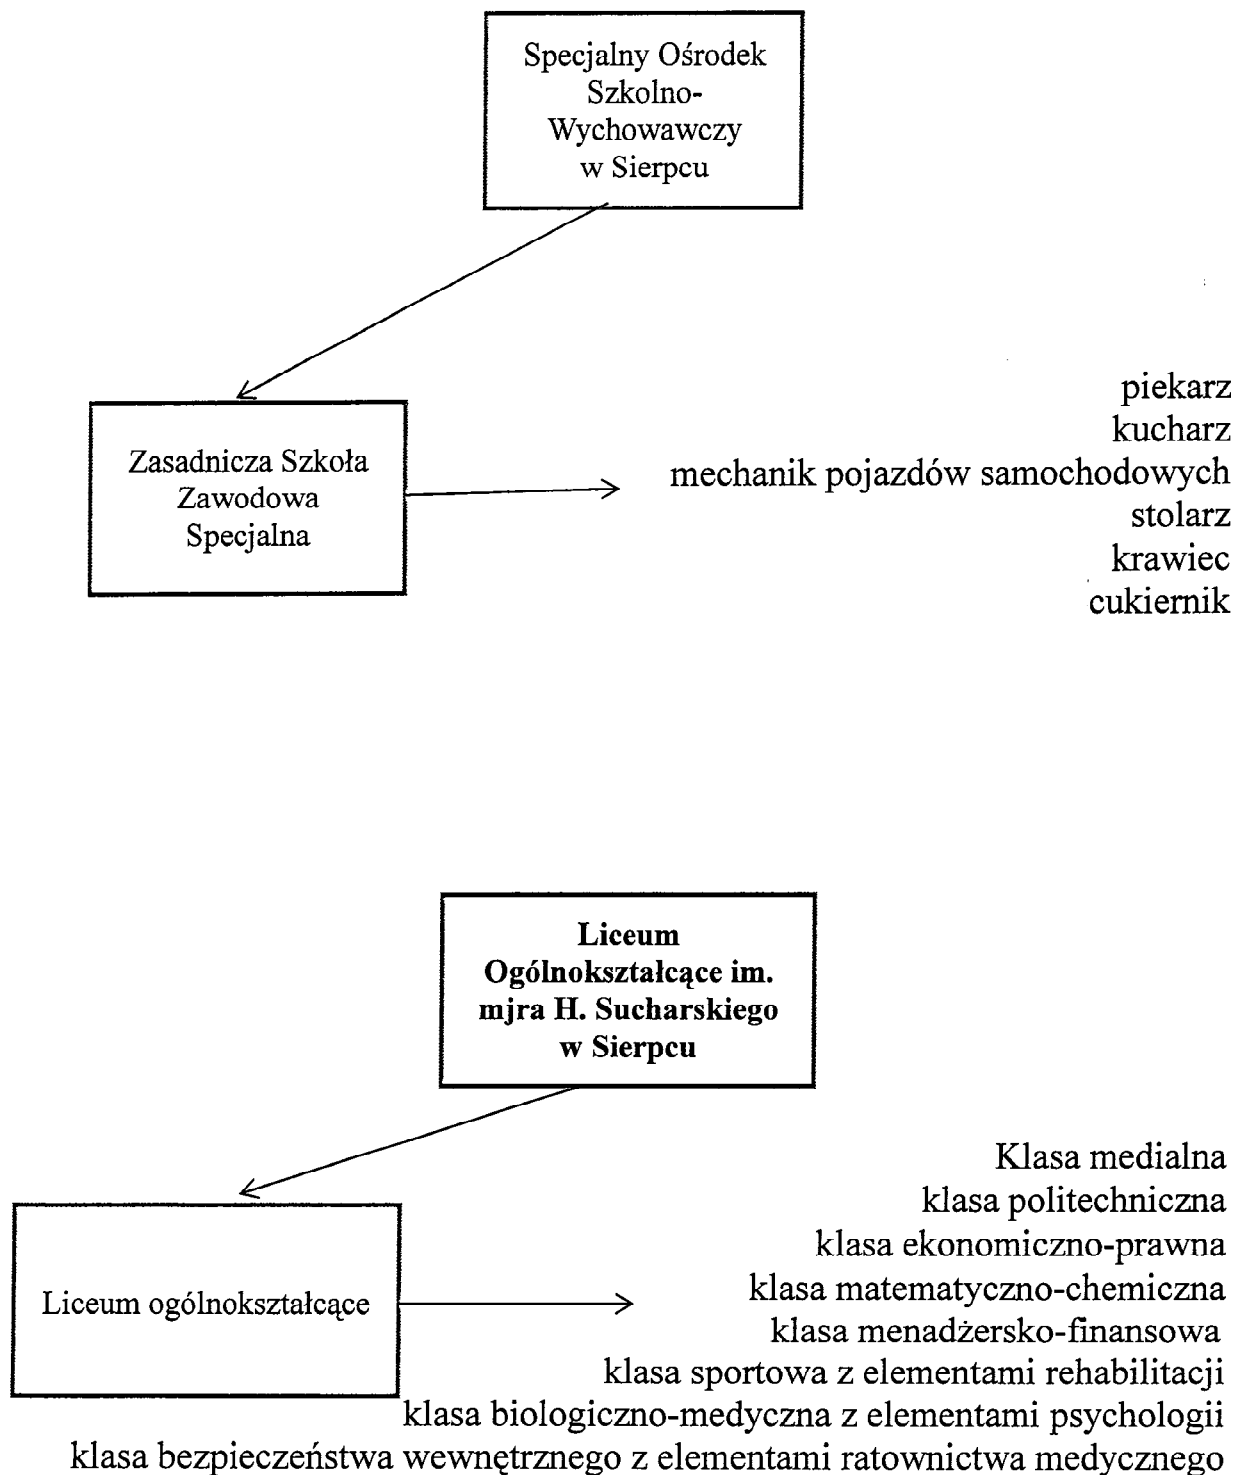 Specjalny Ośrodek
Szkolno-
Wychowawczy
w Sierpcu
Zasadnicza Szkoła
Zawodowa
Specjalna
piekarz
kucharz
mechanik pojazdów samochodowych
stolarz
krawiec
cukiernik
Liceum
Ogólnokształcące im.
mjra H. Sucharskiego
w Sierpcu
Liceum ogólnokształcące
Klasa medialna
klasa politechniczna
klasa ekonomiczno-prawna
klasa matematyczno-chemiczna
klasa menadżersko-finansowa
klasa sportowa z elementami rehabilitacji
klasa biologiczno-medyczna z elementami psychologii
klasa bezpieczeństwa wewnętrznego z elementami ratownictwa medycznego